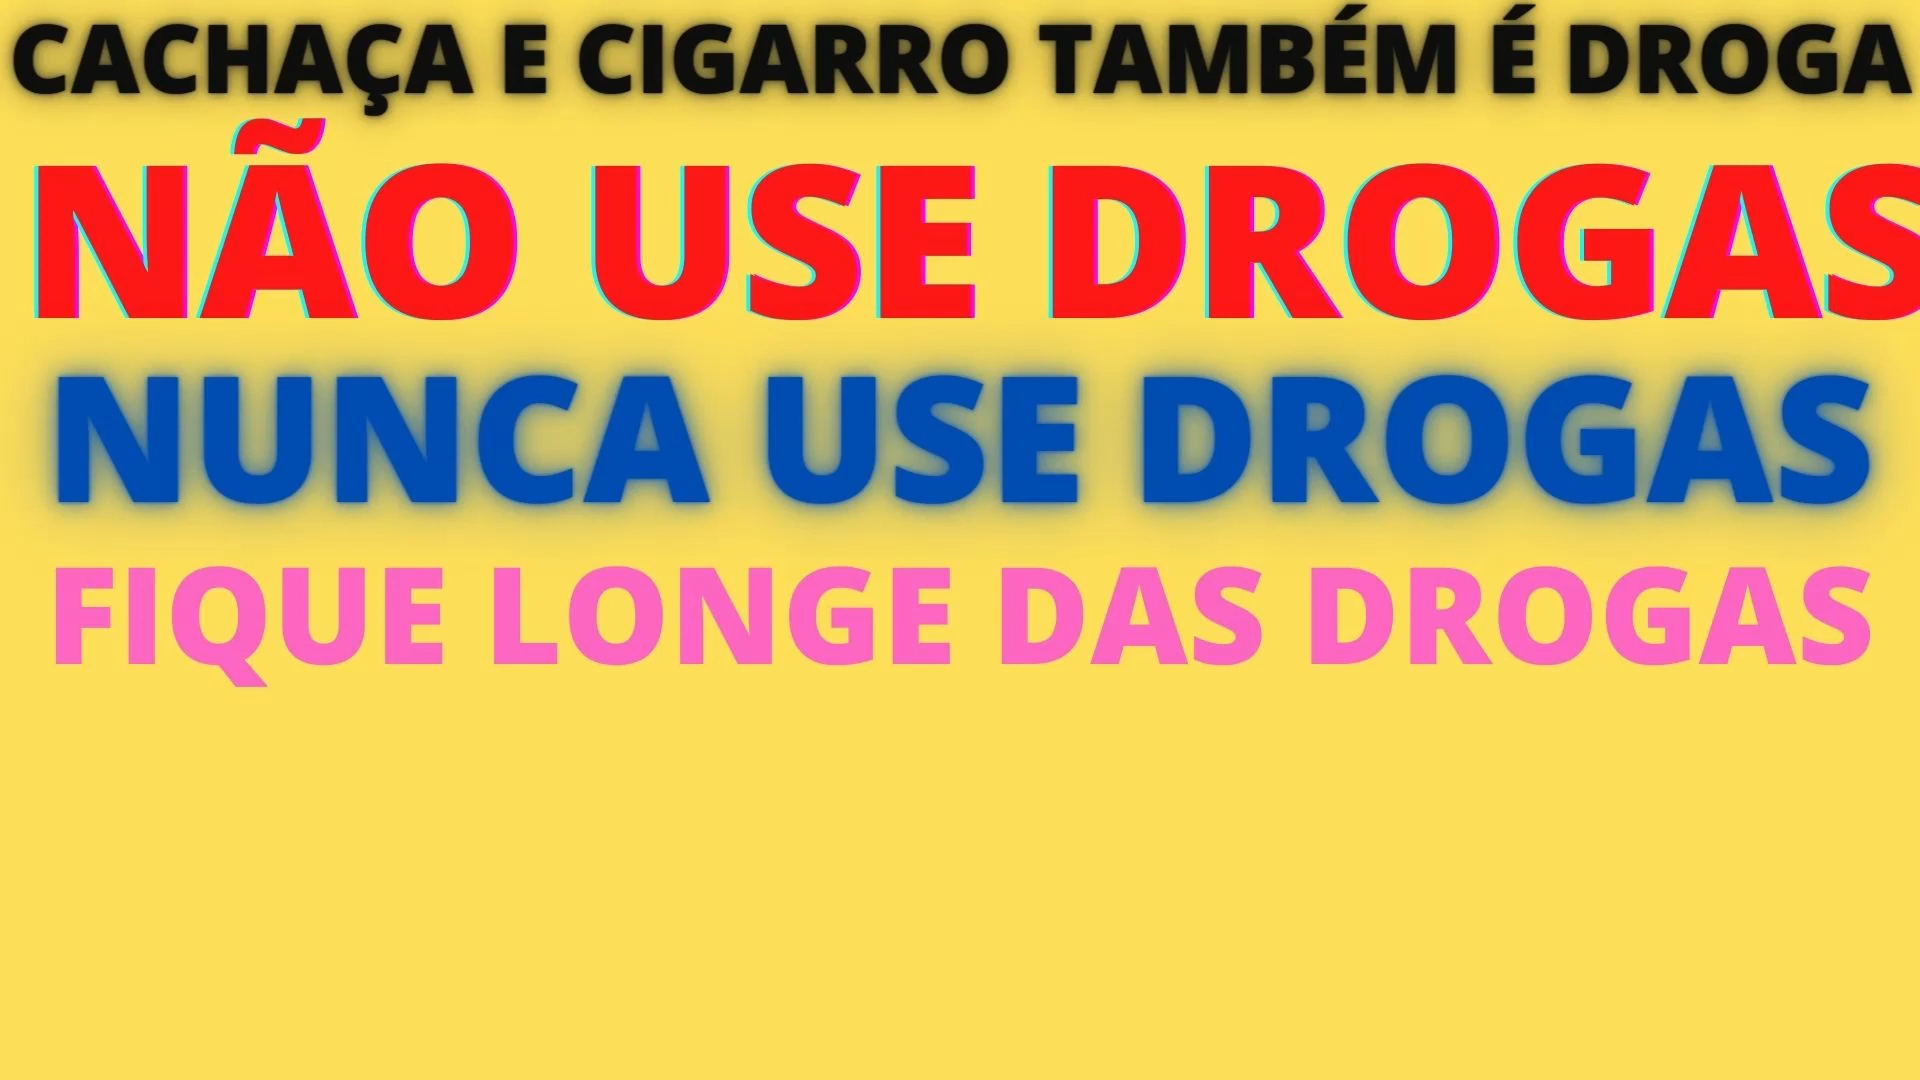 CACHAÇA E CIGARRO TAMBÉM É DROGA
NÃO USE DROGAS
NUNCA USE DROGAS
FIQUE LONGE DAS DROGAS